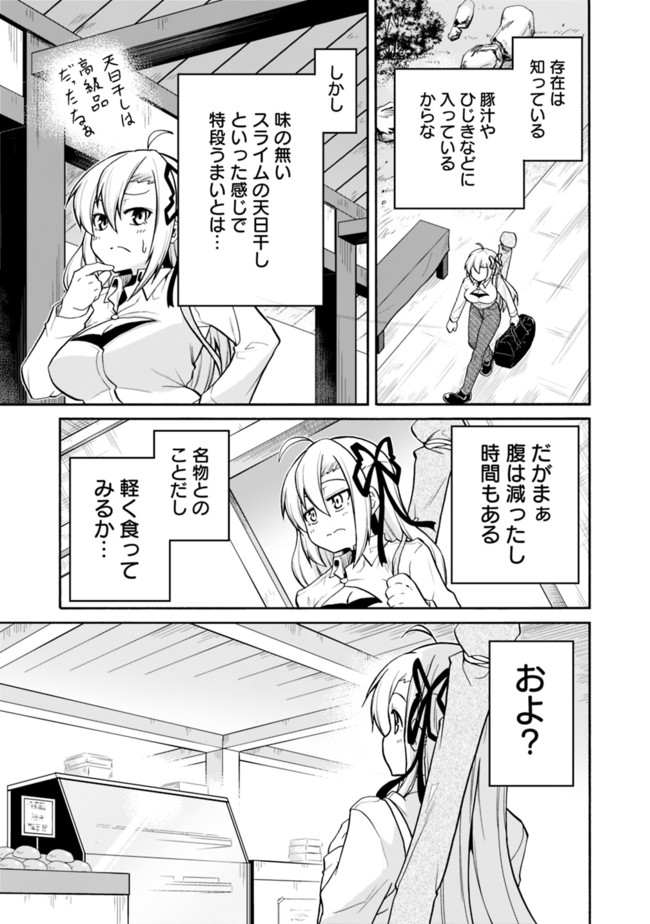 存在は
知っている
豚汁や
ひじきなどに
入っている
からな
しかし
味の無い
スライムの天日干し
といった感じで
特段うまいとは…
天日干しは
高級品
だったなぁ
だがまぁ
腹は減ったし
時間もある
名物との
ことだし
軽く食って
みるか…
およ?